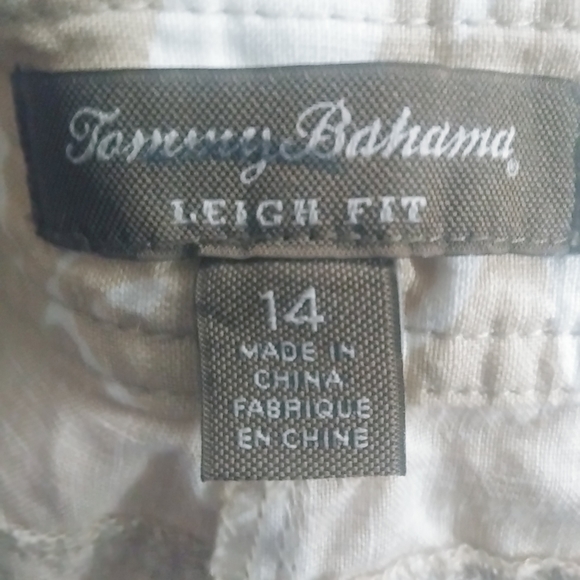 Tommy Bahama®
LEIGH FIT
14
MADE IN
CHINA
FABRIQUE
EN CHINE